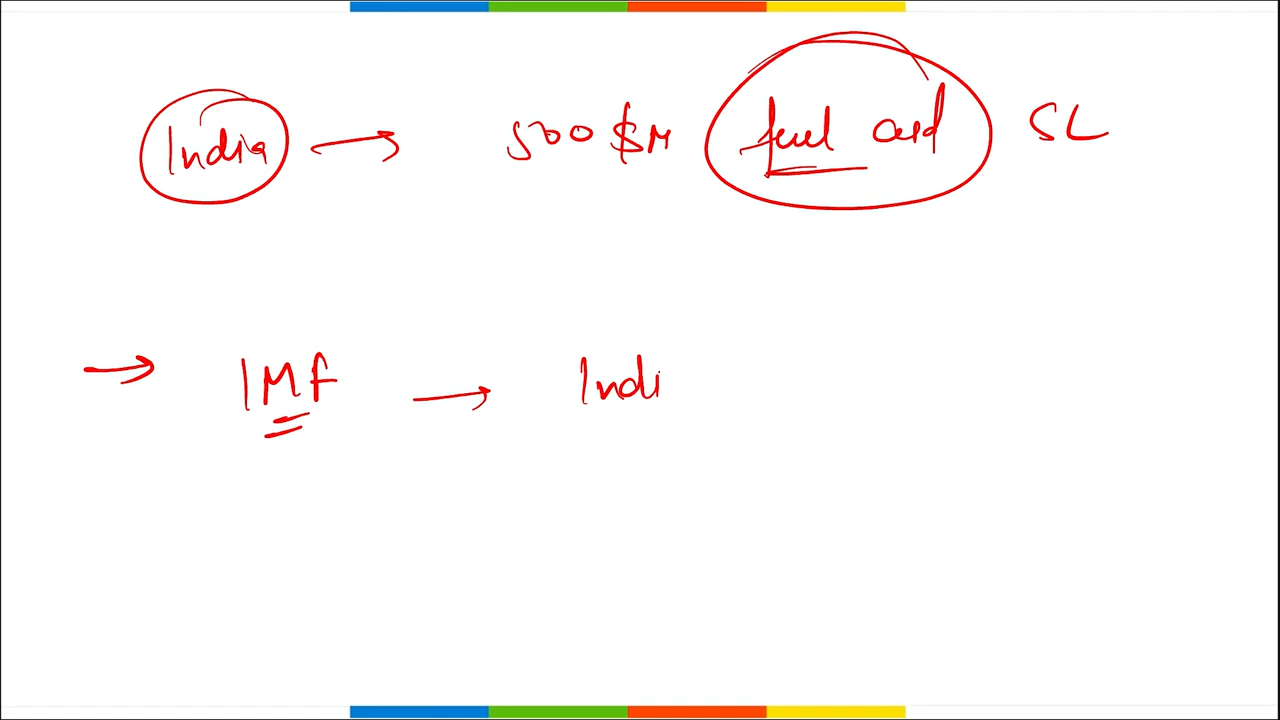 India → 500 $M fuel aid SL
→ IMF → Indi